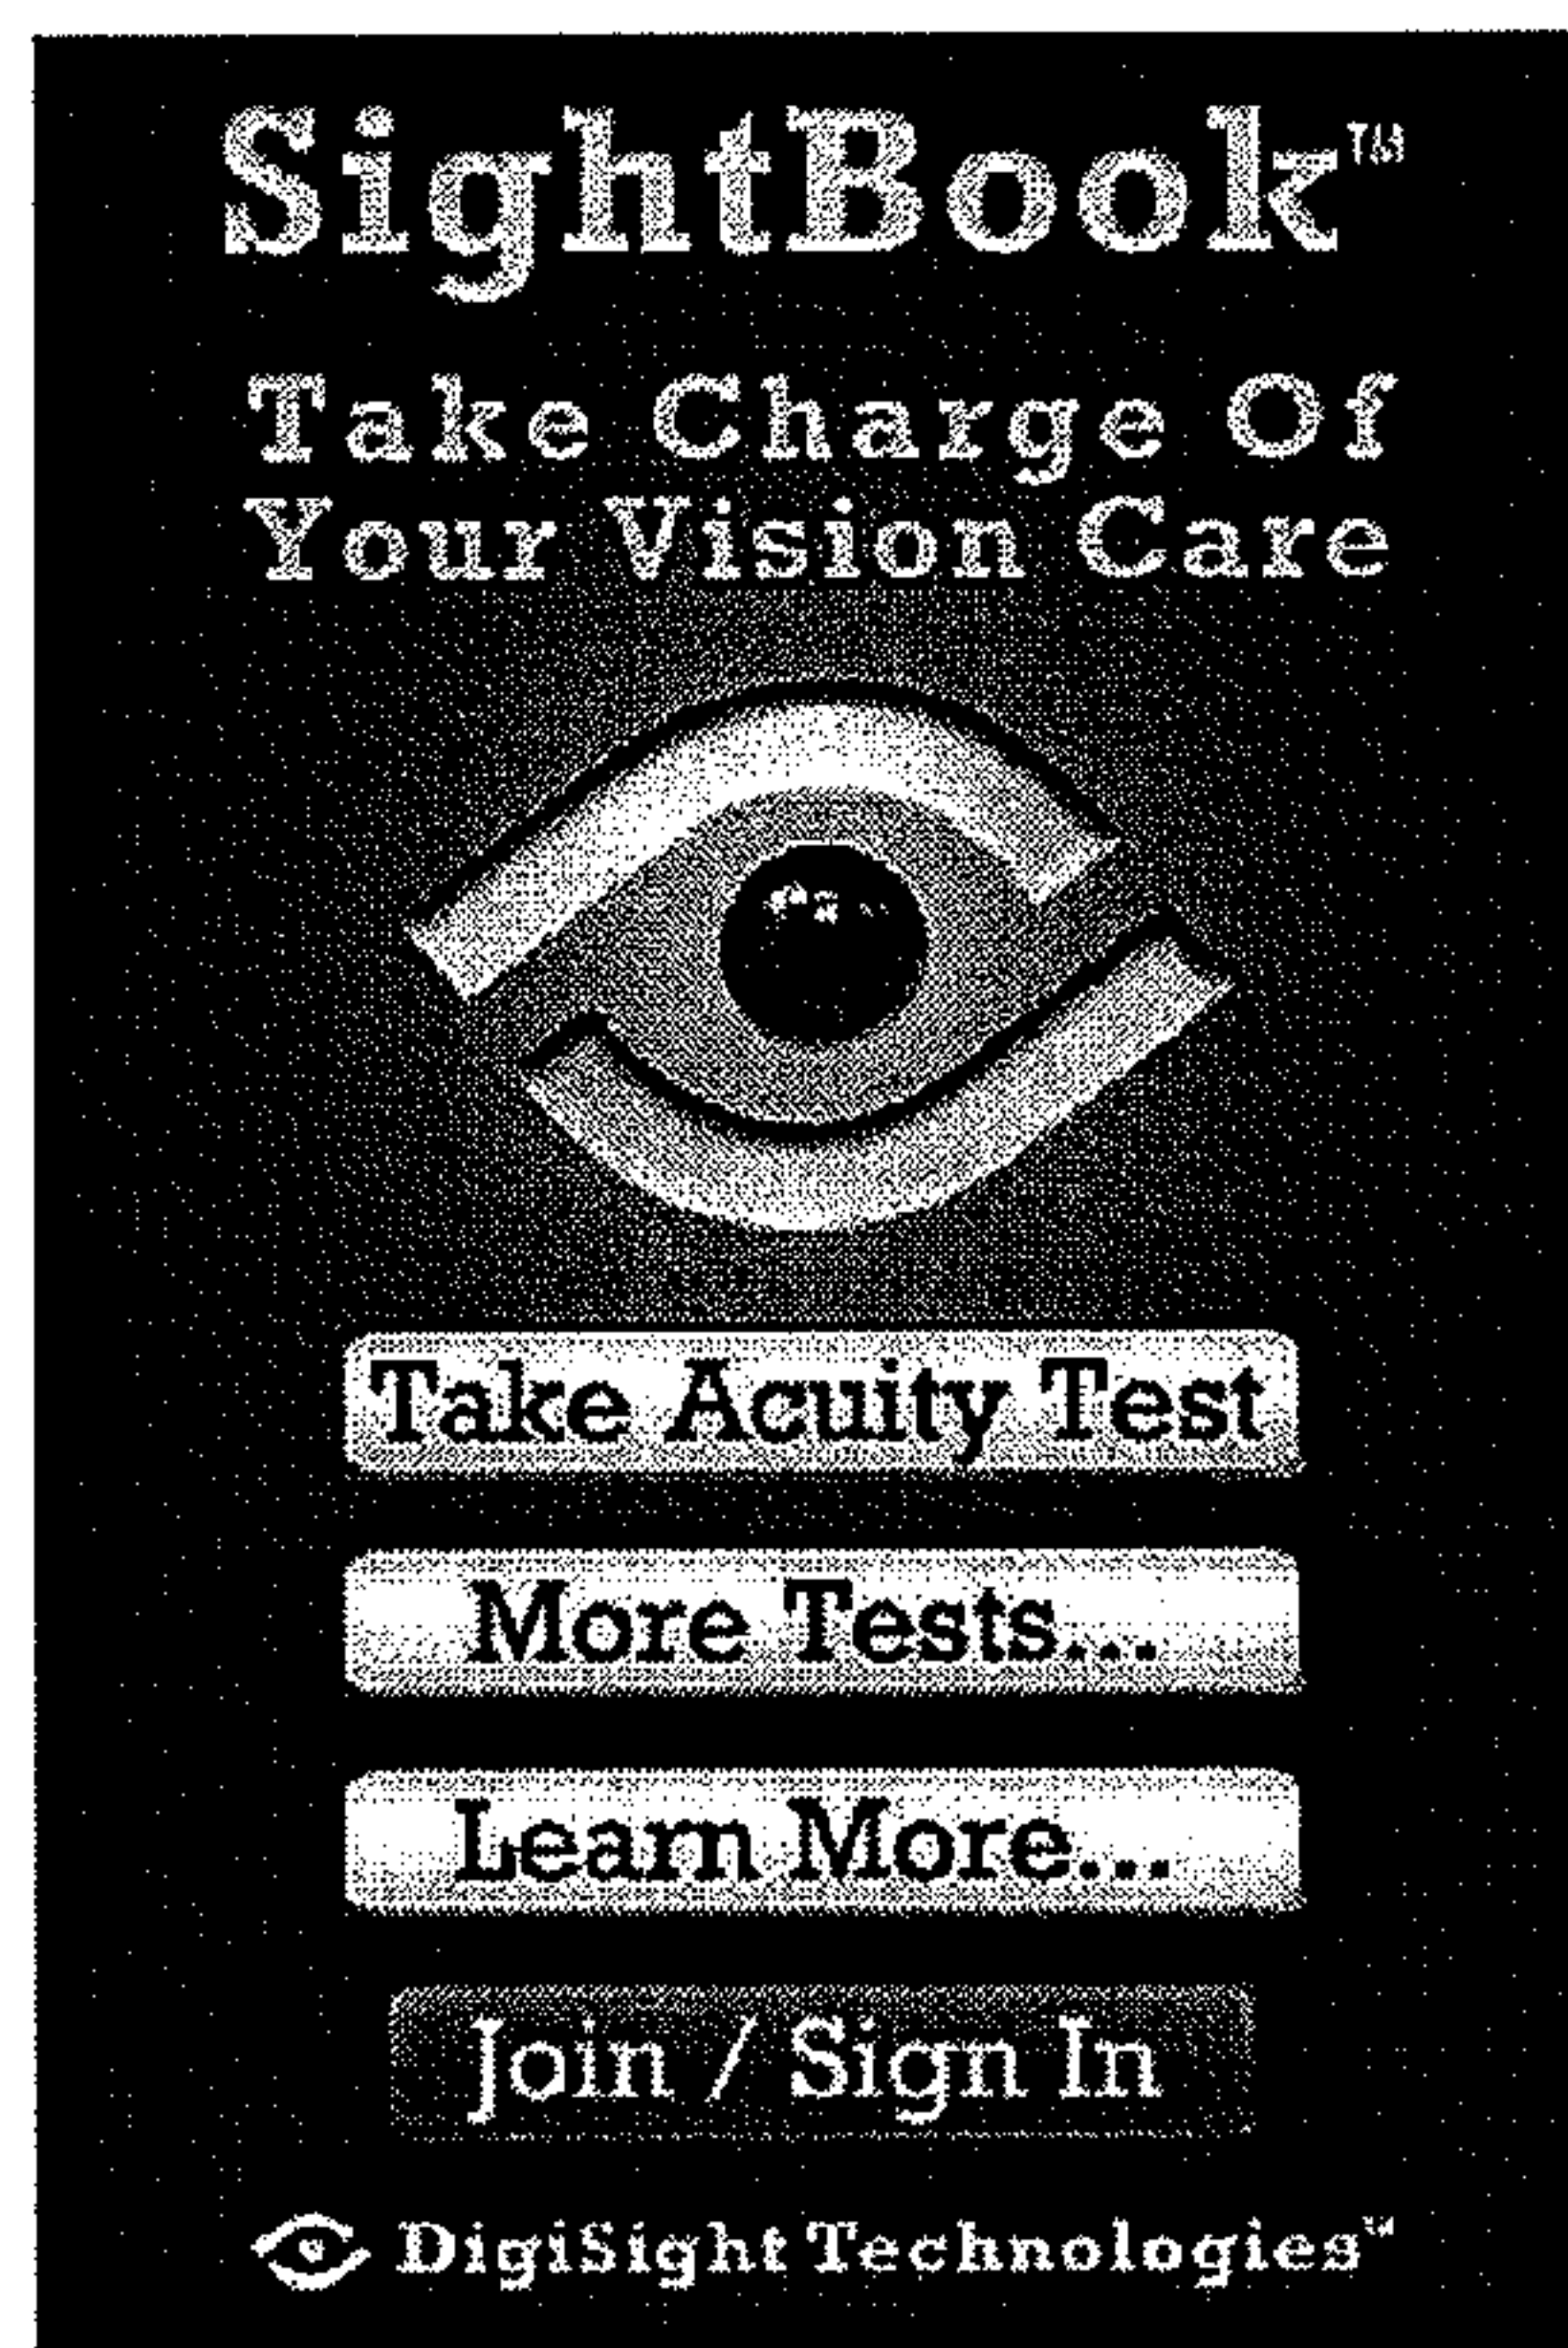 SightBook™
Take Charge Of
Your Vision Care
Take Acuity Test
More Tests...
Learn More...
Join / Sign In
DigiSight Technologies™